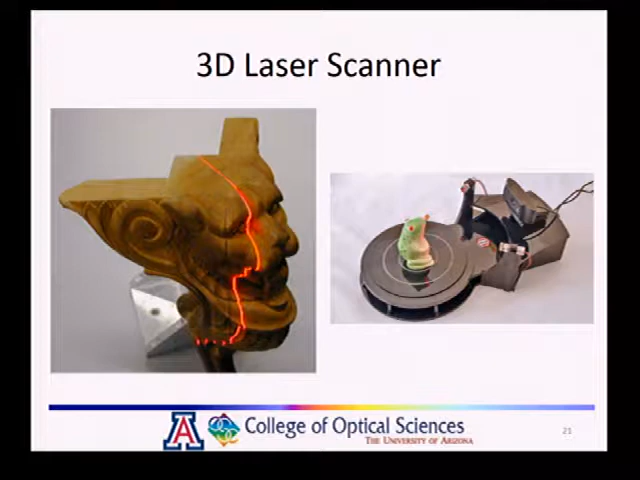 3D Laser Scanner
A College of Optical Sciences
THE UNIVERSITY OF ARIZONA
21